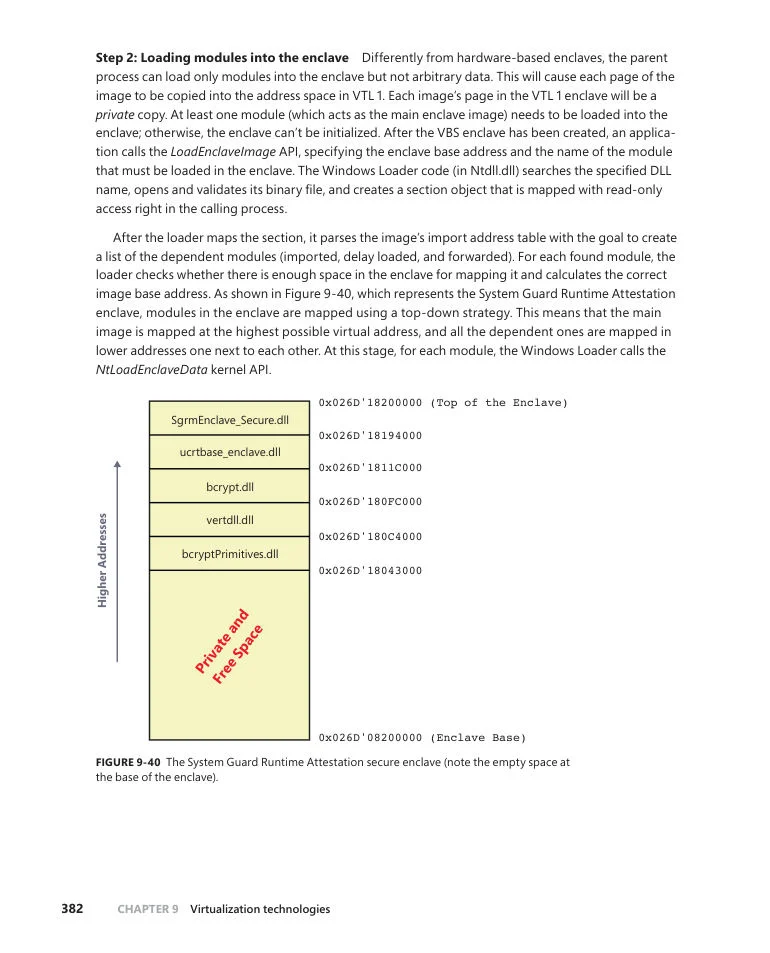 Step 2: Loading modules into the enclave Differently from hardware-based enclaves, the parent
process can load only modules into the enclave but not arbitrary data. This will cause each page of the
image to be copied into the address space in VTL 1. Each image’s page in the VTL 1 enclave will be a
private copy. At least one module (which acts as the main enclave image) needs to be loaded into the
enclave; otherwise, the enclave can’t be initialized. After the VBS enclave has been created, an applica-
tion calls the LoadEnclaveImage API, specifying the enclave base address and the name of the module
that must be loaded in the enclave. The Windows Loader code (in Ntdll.dll) searches the specified DLL
name, opens and validates its binary file, and creates a section object that is mapped with read-only
access right in the calling process.
After the loader maps the section, it parses the image’s import address table with the goal to create
a list of the dependent modules (imported, delay loaded, and forwarded). For each found module, the
loader checks whether there is enough space in the enclave for mapping it and calculates the correct
image base address. As shown in Figure 9-40, which represents the System Guard Runtime Attestation
enclave, modules in the enclave are mapped using a top-down strategy. This means that the main
image is mapped at the highest possible virtual address, and all the dependent ones are mapped in
lower addresses one next to each other. At this stage, for each module, the Windows Loader calls the
NtLoadEnclaveData kernel API.
0x026D'18200000 (Top of the Enclave)
SgrmEnclave_Secure.dll
0x026D'18194000
ucrtbase_enclave.dll
0x026D'1811C000
bcrypt.dll
0x026D'180FC000
vertdll.dll
0x026D'180C4000
bcryptPrimitives.dll
0x026D'18043000
Higher Addresses
Private and
Free Space
0x026D'08200000 (Enclave Base)
FIGURE 9-40 The System Guard Runtime Attestation secure enclave (note the empty space at
the base of the enclave).
382 CHAPTER 9 Virtualization technologies